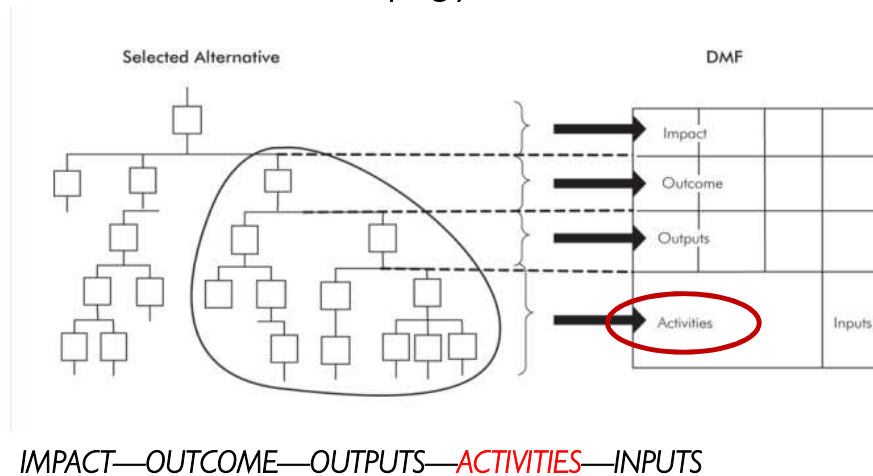 Selected Alternative
DMF
Impact
Outcome
Outputs
Activities
Inputs
IMPACT—OUTCOME—OUTPUTS—ACTIVITIES—INPUTS